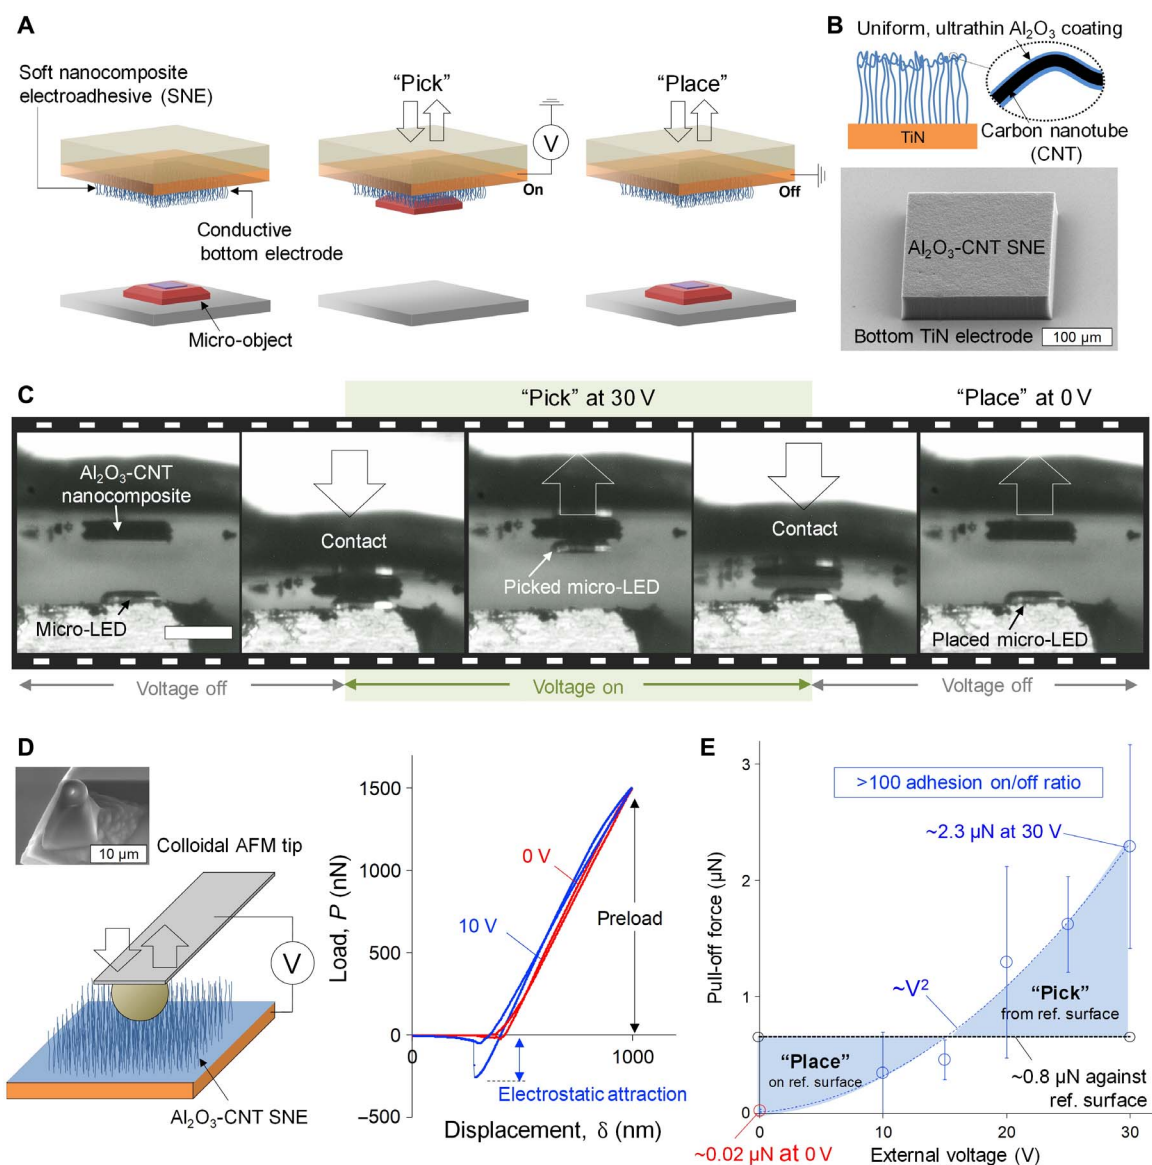 A
Soft nanocomposite
electroadhesive (SNE)
“Pick”
“Place”
V
On
Off
Conductive
bottom electrode
Micro-object
B
Uniform, ultrathin Al₂O₃ coating
TiN
Carbon nanotube
(CNT)
Al₂O₃-CNT SNE
Bottom TiN electrode
100 µm
C
“Pick” at 30 V
“Place” at 0 V
Al₂O₃-CNT
nanocomposite
Micro-LED
Contact
Picked micro-LED
Contact
Placed micro-LED
Voltage off
Voltage on
Voltage off
D
10 µm
Colloidal AFM tip
V
Al₂O₃-CNT SNE
Load, P (nN)
1500
1000
500
0
−500
0
1000
0 V
10 V
Preload
Electrostatic attraction
Displacement, δ (nm)
E
Pull-off force (µN)
3
2
1
0
>100 adhesion on/off ratio
~2.3 µN at 30 V
~V²
“Pick”
from ref. surface
“Place”
on ref. surface
~0.8 µN against
ref. surface
0
10
20
30
~0.02 µN at 0 V
External voltage (V)